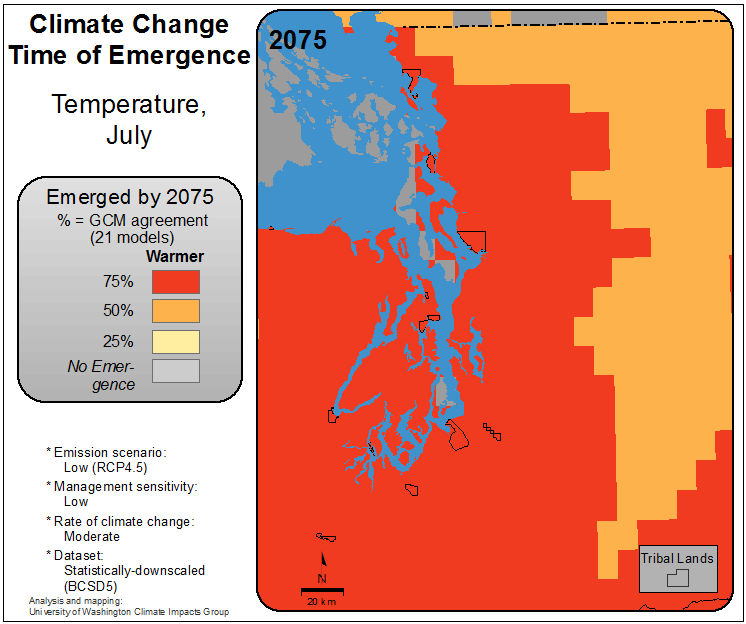 Climate Change
Time of Emergence
Temperature,
July
Emerged by 2075
% = GCM agreement
(21 models)
Warmer
75%
50%
25%
No Emer-
gence
* Emission scenario:
Low (RCP4.5)
* Management sensitivity:
Low
* Rate of climate change:
Moderate
* Dataset:
Statistically-downscaled
(BCSD5)
Analysis and mapping:
University of Washington Climate Impacts Group
2075
N
20 km
Tribal Lands